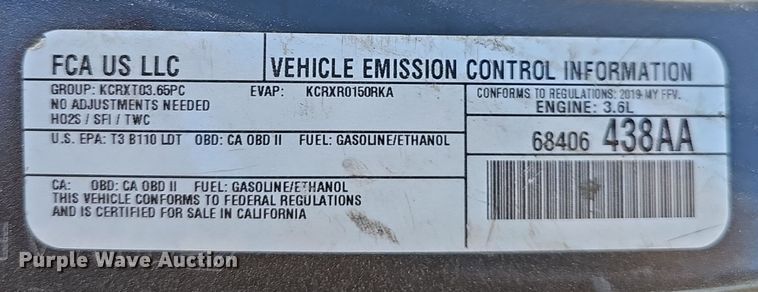 FCA US LLC
VEHICLE EMISSION CONTROL INFORMATION
GROUP: KCRXT03.65PC EVAP: KCRXR0150RKA
NO ADJUSTMENTS NEEDED
HO2S / SFI / TWC
CONFORMS TO REGULATIONS: 2019 MY FFV
ENGINE: 3.6L
U.S. EPA: T3 B110 LDT OBD: CA OBD II FUEL: GASOLINE/ETHANOL
68406 438AA
CA: OBD: CA OBD II FUEL: GASOLINE/ETHANOL
THIS VEHICLE CONFORMS TO FEDERAL REGULATIONS
AND IS CERTIFIED FOR SALE IN CALIFORNIA
Purple Wave Auction